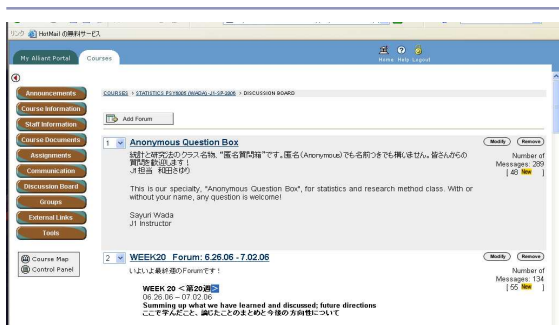 リンク HotMail の無料サービス
My Alliant Portal Courses
Home Help Logout
Announcements
Course Information
Staff Information
Course Documents
Assignments
Communication
Discussion Board
Groups
External Links
Tools
Course Map
Control Panel
COURSES > STATISTICS PSY6006 (WADA)-J1-SP-2006 > DISCUSSION BOARD
Add Forum
1 Anonymous Question Box
Modify Remove
統計と研究法のクラス名物、“匿名質問箱”です。匿名(Anonymous)でも名前つきでも構いません。皆さんからの
質問を歓迎します!
J1担当 和田さゆり
This is our specialty, "Anonymous Question Box", for statistics and research method class. With or
without your name, any question is welcome!
Sayuri Wada
J1 Instructor
Number of
Messages: 289
[ 48 New ]
2 WEEK20 Forum: 6.26.06 - 7.02.06
Modify Remove
いよいよ最終週のForumです!
WEEK 20 <第20週>
06.26.06 – 07.02.06
Summing up what we have learned and discussed; future directions
ここで学んだこと、論じたことのまとめと今後の方向性について
Number of
Messages: 134
[ 55 New ]